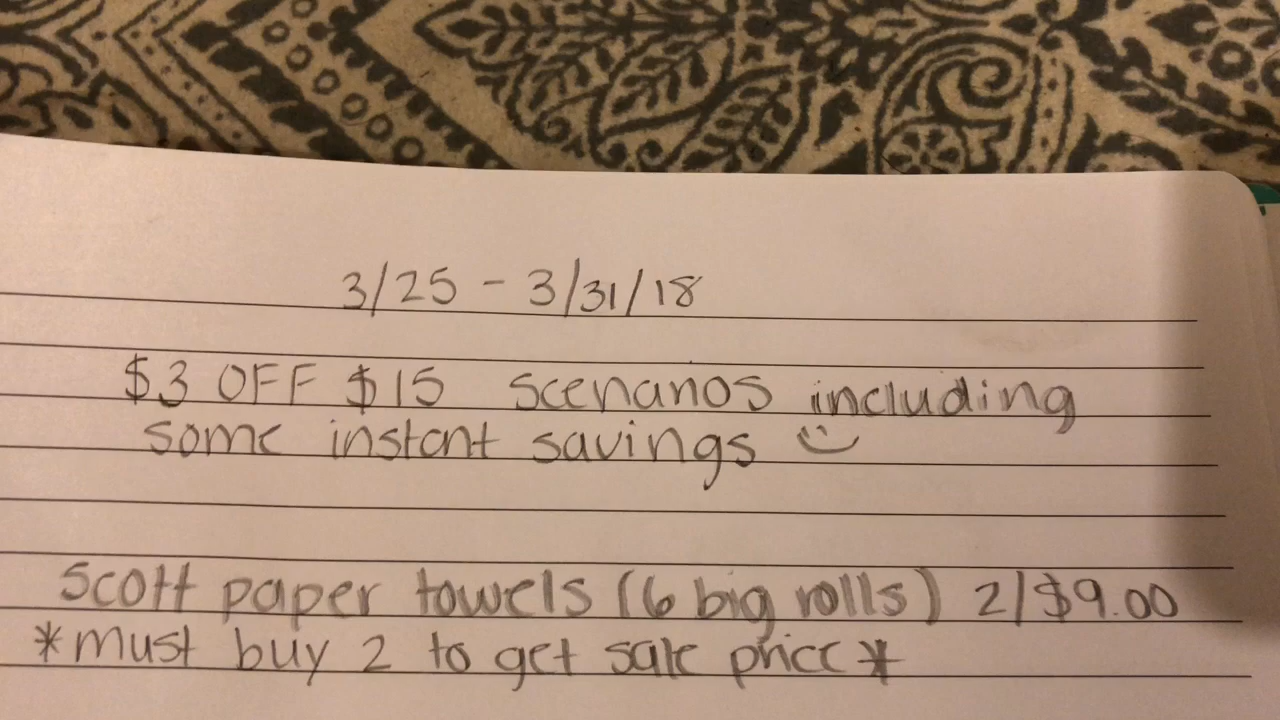 3/25 - 3/31/18
$3 OFF $15 scenarios including
some instant savings
Scott paper towels (6 big rolls) 2/$9.00
*must buy 2 to get sale price*